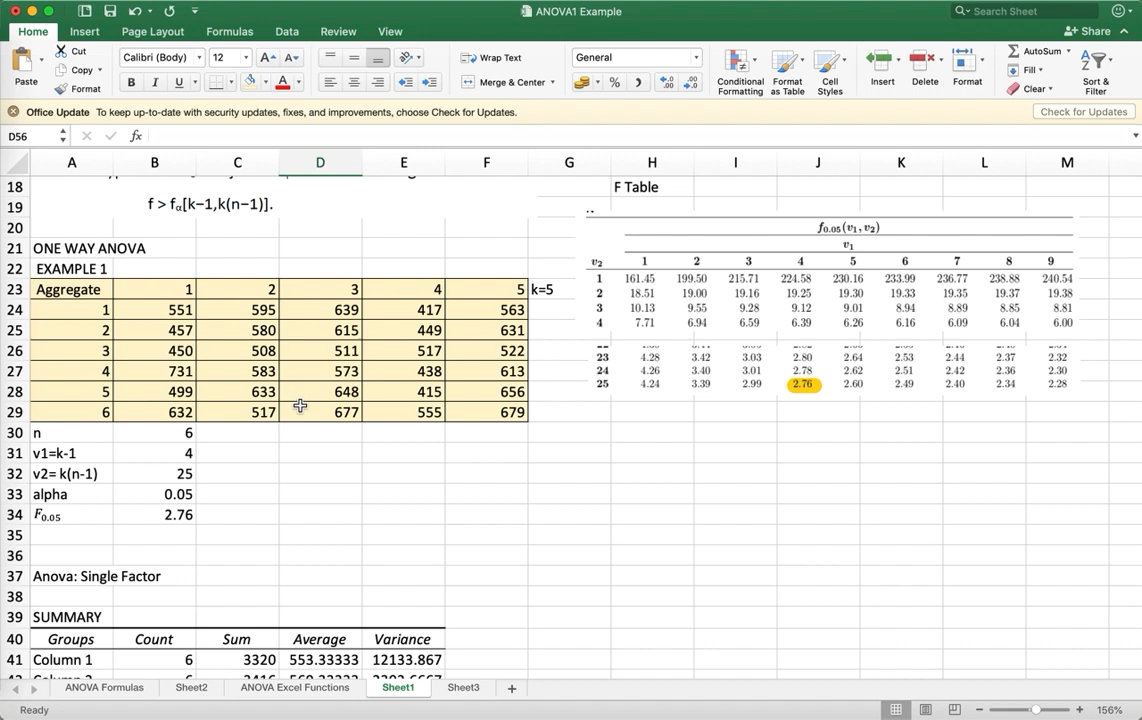 ANOVA1 Example
Search Sheet
Home Insert Page Layout Formulas Data Review View
Share
Paste
Cut
Copy
Format
Calibri (Body) 12
B I U
Wrap Text
Merge & Center
General
Conditional Formatting
Format as Table
Cell Styles
Insert
Delete
Format
AutoSum
Fill
Clear
Sort & Filter
Office Update To keep up-to-date with security updates, fixes, and improvements, choose Check for Updates.
Check for Updates
D56 fx
A B C D E F G H I J K L M
18 F Table
19 f > fα[k−1,k(n−1)].
20
21 ONE WAY ANOVA
22 EXAMPLE 1
23 Aggregate 1 2 3 4 5 k=5
24 1 551 595 639 417 563
25 2 457 580 615 449 631
26 3 450 508 511 517 522
27 4 731 583 573 438 613
28 5 499 633 648 415 656
29 6 632 517 677 555 679
30 n 6
31 v1=k-1 4
32 v2= k(n-1) 25
33 alpha 0.05
34 F0.05 2.76
35
36
37 Anova: Single Factor
38
39 SUMMARY
40 Groups Count Sum Average Variance
41 Column 1 6 3320 553.33333 12133.867
f0.05(v1, v2)
v1
v2 1 2 3 4 5 6 7 8 9
1 161.45 199.50 215.71 224.58 230.16 233.99 236.77 238.88 240.54
2 18.51 19.00 19.16 19.25 19.30 19.33 19.35 19.37 19.38
3 10.13 9.55 9.28 9.12 9.01 8.94 8.89 8.85 8.81
4 7.71 6.94 6.59 6.39 6.26 6.16 6.09 6.04 6.00
23 4.28 3.42 3.03 2.80 2.64 2.53 2.44 2.37 2.32
24 4.26 3.40 3.01 2.78 2.62 2.51 2.42 2.36 2.30
25 4.24 3.39 2.99 2.76 2.60 2.49 2.40 2.34 2.28
ANOVA Formulas Sheet2 ANOVA Excel Functions Sheet1 Sheet3 +
Ready
156%